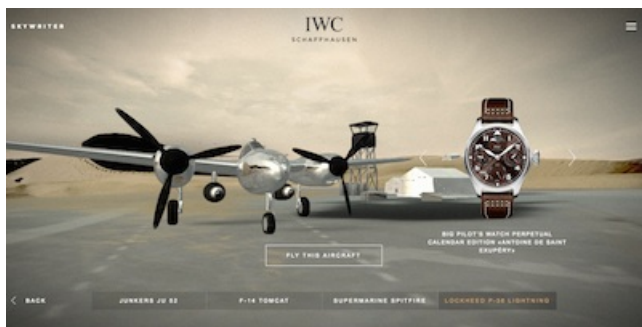 SKYWRITER
IWC
SCHAFFHAUSEN
BIG PILOT'S WATCH PERPETUAL
CALENDAR EDITION «ANTOINE DE SAINT
EXUPÉRY»
FLY THIS AIRCRAFT
BACK
JUNKERS JU 52
F-14 TOMCAT
SUPERMARINE SPITFIRE
LOCKHEED P-38 LIGHTNING